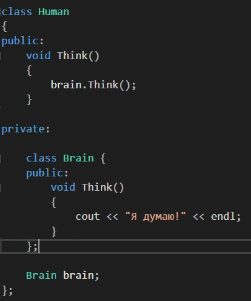 class Human
{
public:
    void Think()
    {
        brain.Think();
    }

private:

    class Brain {
    public:
        void Think()
        {
            cout << "Я думаю!" << endl;
        }
    };

    Brain brain;
};